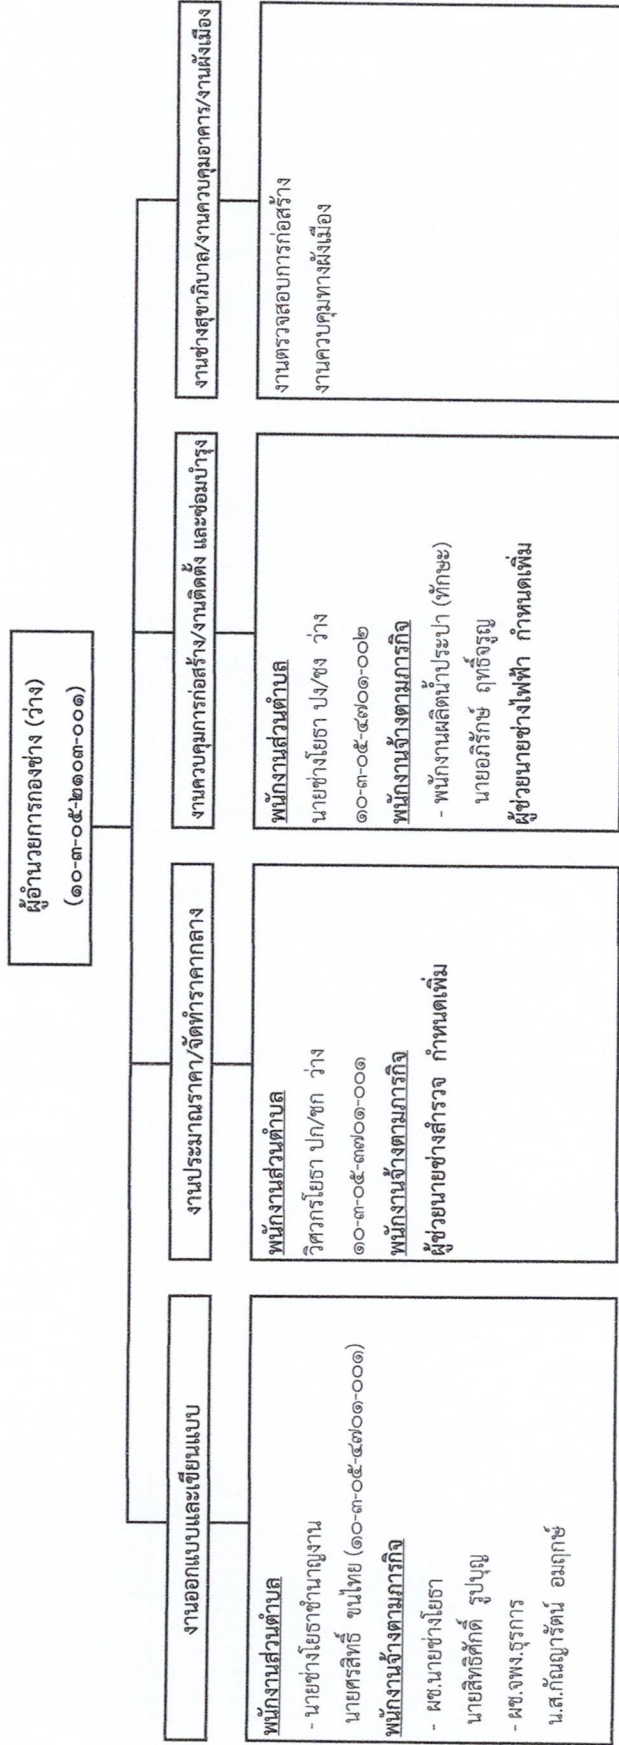 ผู้อำนวยการกองช่าง (ว่าง)
(๑๐-๓-๐๕-๒๑๐๓-๐๐๑)
งานออกแบบและเขียนแบบ
พนักงานส่วนตำบล
- นายช่างโยธาชำนาญงาน
นายศรสิทธิ์ ขนไทย (๑๐-๓-๐๕-๔๗๐๑-๐๐๑)
พนักงานจ้างตามภารกิจ
- ผช.นายช่างโยธา
นายสิทธิศักดิ์ รูปบุญ
- ผช.จพง.ธุรการ
น.ส.กัณญารัตน์ อมฤกษ์
งานประมาณราคา/จัดทำราคากลาง
พนักงานส่วนตำบล
วิศวกรโยธา ปก/ชก ว่าง
๑๐-๓-๐๕-๓๗๐๑-๐๐๑
พนักงานจ้างตามภารกิจ
ผู้ช่วยนายช่างสำรวจ กำหนดเพิ่ม
งานควบคุมการก่อสร้าง/งานติดตั้ง และซ่อมบำรุง
พนักงานส่วนตำบล
นายช่างโยธา ปง/ชง ว่าง
๑๐-๓-๐๕-๔๗๐๑-๐๐๒
พนักงานจ้างตามภารกิจ
- พนักงานผลิตน้ำประปา (ทักษะ)
นายอภิรักษ์ ฤทธิ์จรูญ
ผู้ช่วยนายช่างไฟฟ้า กำหนดเพิ่ม
งานช่างสุขาภิบาล/งานควบคุมอาคาร/งานผังเมือง
งานตรวจสอบการก่อสร้าง
งานควบคุมทางผังเมือง